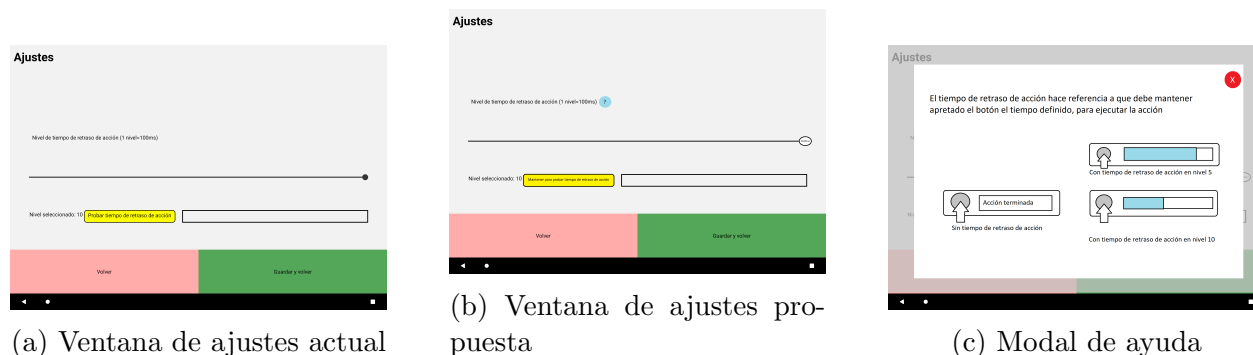 Ajustes
Nivel de tiempo de retraso de acción (1 nivel=100ms)
Nivel seleccionado: 10 Probar tiempo de retraso de acción
Volver Guardar y volver
(a) Ventana de ajustes actual
Ajustes
Nivel de tiempo de retraso de acción (1 nivel=100ms) ?
Nivel seleccionado: 10 Mantener para probar tiempo de retraso de acción
Volver Guardar y volver
(b) Ventana de ajustes pro-
puesta
Ajustes
X
El tiempo de retraso de acción hace referencia a que debe mantener
apretado el botón el tiempo definido, para ejecutar la acción
Con tiempo de retraso de acción en nivel 5
Acción terminada
Sin tiempo de retraso de acción
Con tiempo de retraso de acción en nivel 10
(c) Modal de ayuda